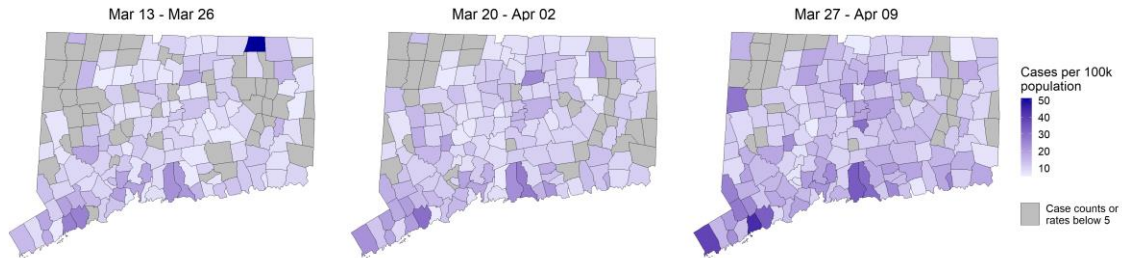 Mar 13 - Mar 26
Mar 20 - Apr 02
Mar 27 - Apr 09
Cases per 100k
population
50
40
30
20
10
Case counts or
rates below 5